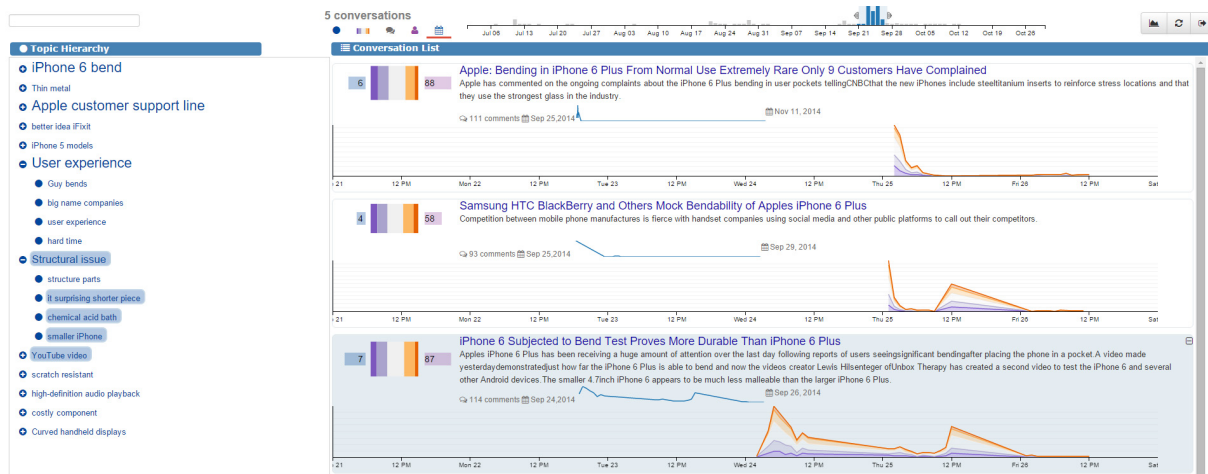 5 conversations
Jul 06 Jul 13 Jul 20 Jul 27 Aug 03 Aug 10 Aug 17 Aug 24 Aug 31 Sep 07 Sep 14 Sep 21 Sep 28 Oct 05 Oct 12 Oct 19 Oct 26
Topic Hierarchy
iPhone 6 bend
Thin metal
Apple customer support line
better idea iFixit
iPhone 5 models
User experience
Guy bends
big name companies
user experience
hard time
Structural issue
structure parts
it surprising shorter piece
chemical acid bath
smaller iPhone
YouTube video
scratch resistant
high-definition audio playback
costly component
Curved handheld displays
Conversation List
6 88
Apple: Bending in iPhone 6 Plus From Normal Use Extremely Rare Only 9 Customers Have Complained
Apple has commented on the ongoing complaints about the iPhone 6 Plus bending in user pockets tellingCNBCthat the new iPhones include steeltitanium inserts to reinforce stress locations and that
they use the strongest glass in the industry.
111 comments Sep 25,2014 Nov 11, 2014
21 12 PM Mon 22 12 PM Tue 23 12 PM Wed 24 12 PM Thu 25 12 PM Fri 26 12 PM Sat
4 58
Samsung HTC BlackBerry and Others Mock Bendability of Apples iPhone 6 Plus
Competition between mobile phone manufactures is fierce with handset companies using social media and other public platforms to call out their competitors.
93 comments Sep 25,2014 Sep 29, 2014
21 12 PM Mon 22 12 PM Tue 23 12 PM Wed 24 12 PM Thu 25 12 PM Fri 26 12 PM Sat
7 87
iPhone 6 Subjected to Bend Test Proves More Durable Than iPhone 6 Plus
Apples iPhone 6 Plus has been receiving a huge amount of attention over the last day following reports of users seeingsignificant bendingafter placing the phone in a pocket.A video made
yesterdaydemonstratedjust how far the iPhone 6 Plus is able to bend and now the videos creator Lewis Hilsenteger ofUnbox Therapy has created a second video to test the iPhone 6 and several
other Android devices.The smaller 4.7inch iPhone 6 appears to be much less malleable than the larger iPhone 6 Plus.
114 comments Sep 24,2014 Sep 26, 2014
21 12 PM Mon 22 12 PM Tue 23 12 PM Wed 24 12 PM Thu 25 12 PM Fri 26 12 PM Sat